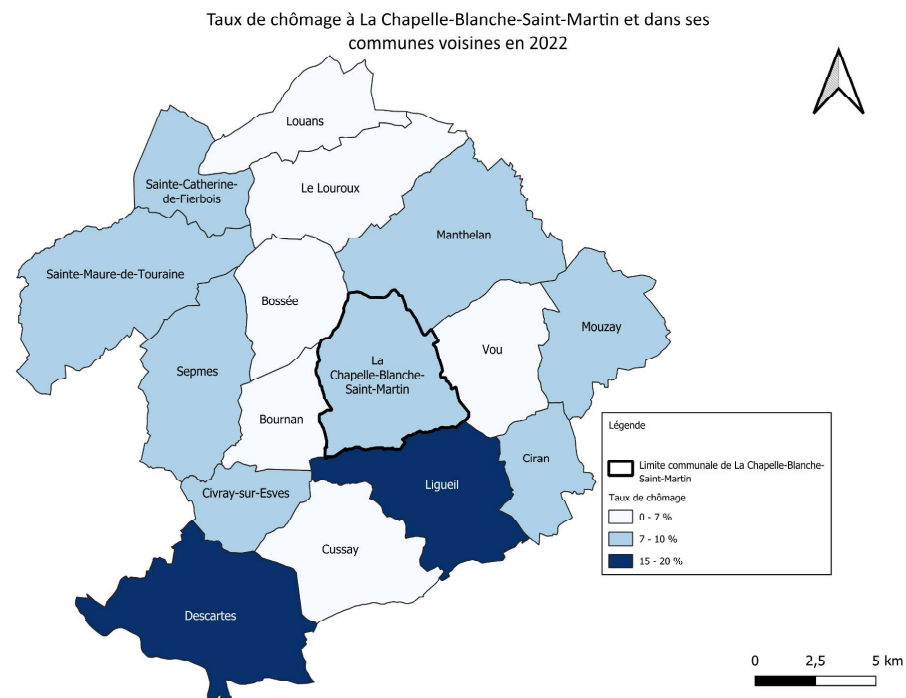 Taux de chômage à La Chapelle-Blanche-Saint-Martin et dans ses
communes voisines en 2022
Louans
Le Louroux
Sainte-Catherine-
de-Fierbois
Manthelan
Sainte-Maure-de-Touraine
Bossée
Mouzay
Vou
La
Chapelle-Blanche-
Saint-Martin
Sepmes
Bournan
Ciran
Ligueil
Civray-sur-Esves
Cussay
Descartes
Légende
Limite communale de La Chapelle-Blanche-
Saint-Martin
Taux de chômage
0 - 7 %
7 - 10 %
15 - 20 %
0 2,5 5 km